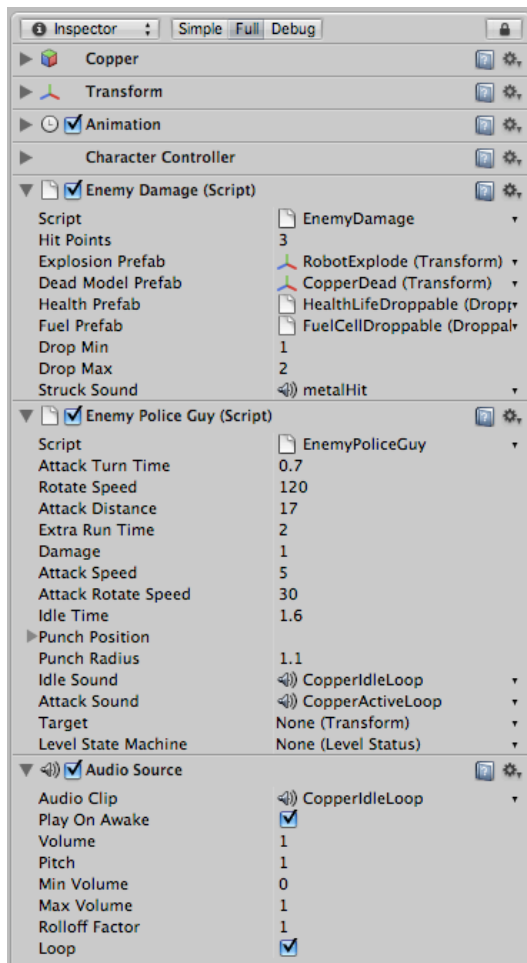 Inspector Simple Full Debug
Copper
Transform
Animation
Character Controller
Enemy Damage (Script)
Script EnemyDamage
Hit Points 3
Explosion Prefab RobotExplode (Transform)
Dead Model Prefab CopperDead (Transform)
Health Prefab HealthLifeDroppable (Dropp
Fuel Prefab FuelCellDroppable (Droppal
Drop Min 1
Drop Max 2
Struck Sound metalHit
Enemy Police Guy (Script)
Script EnemyPoliceGuy
Attack Turn Time 0.7
Rotate Speed 120
Attack Distance 17
Extra Run Time 2
Damage 1
Attack Speed 5
Attack Rotate Speed 30
Idle Time 1.6
Punch Position
Punch Radius 1.1
Idle Sound CopperIdleLoop
Attack Sound CopperActiveLoop
Target None (Transform)
Level State Machine None (Level Status)
Audio Source
Audio Clip CopperIdleLoop
Play On Awake
Volume 1
Pitch 1
Min Volume 0
Max Volume 1
Rolloff Factor 1
Loop